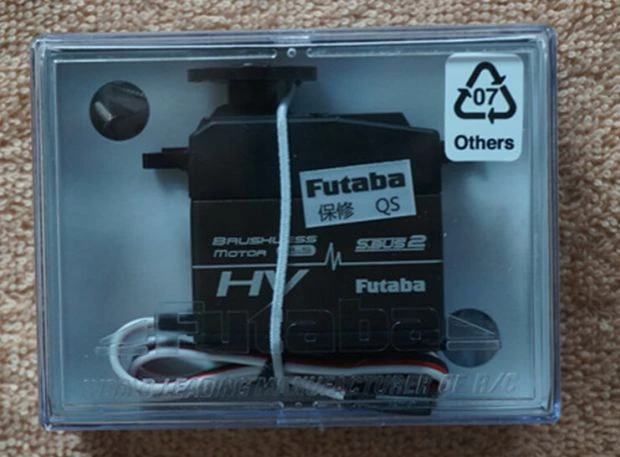 07
Others
Futaba
保修 QS
BRUSHLESS
MOTOR
S.BUS2
HV
Futaba
Futaba
WORLD LEADING MANUFACTURER OF R/C